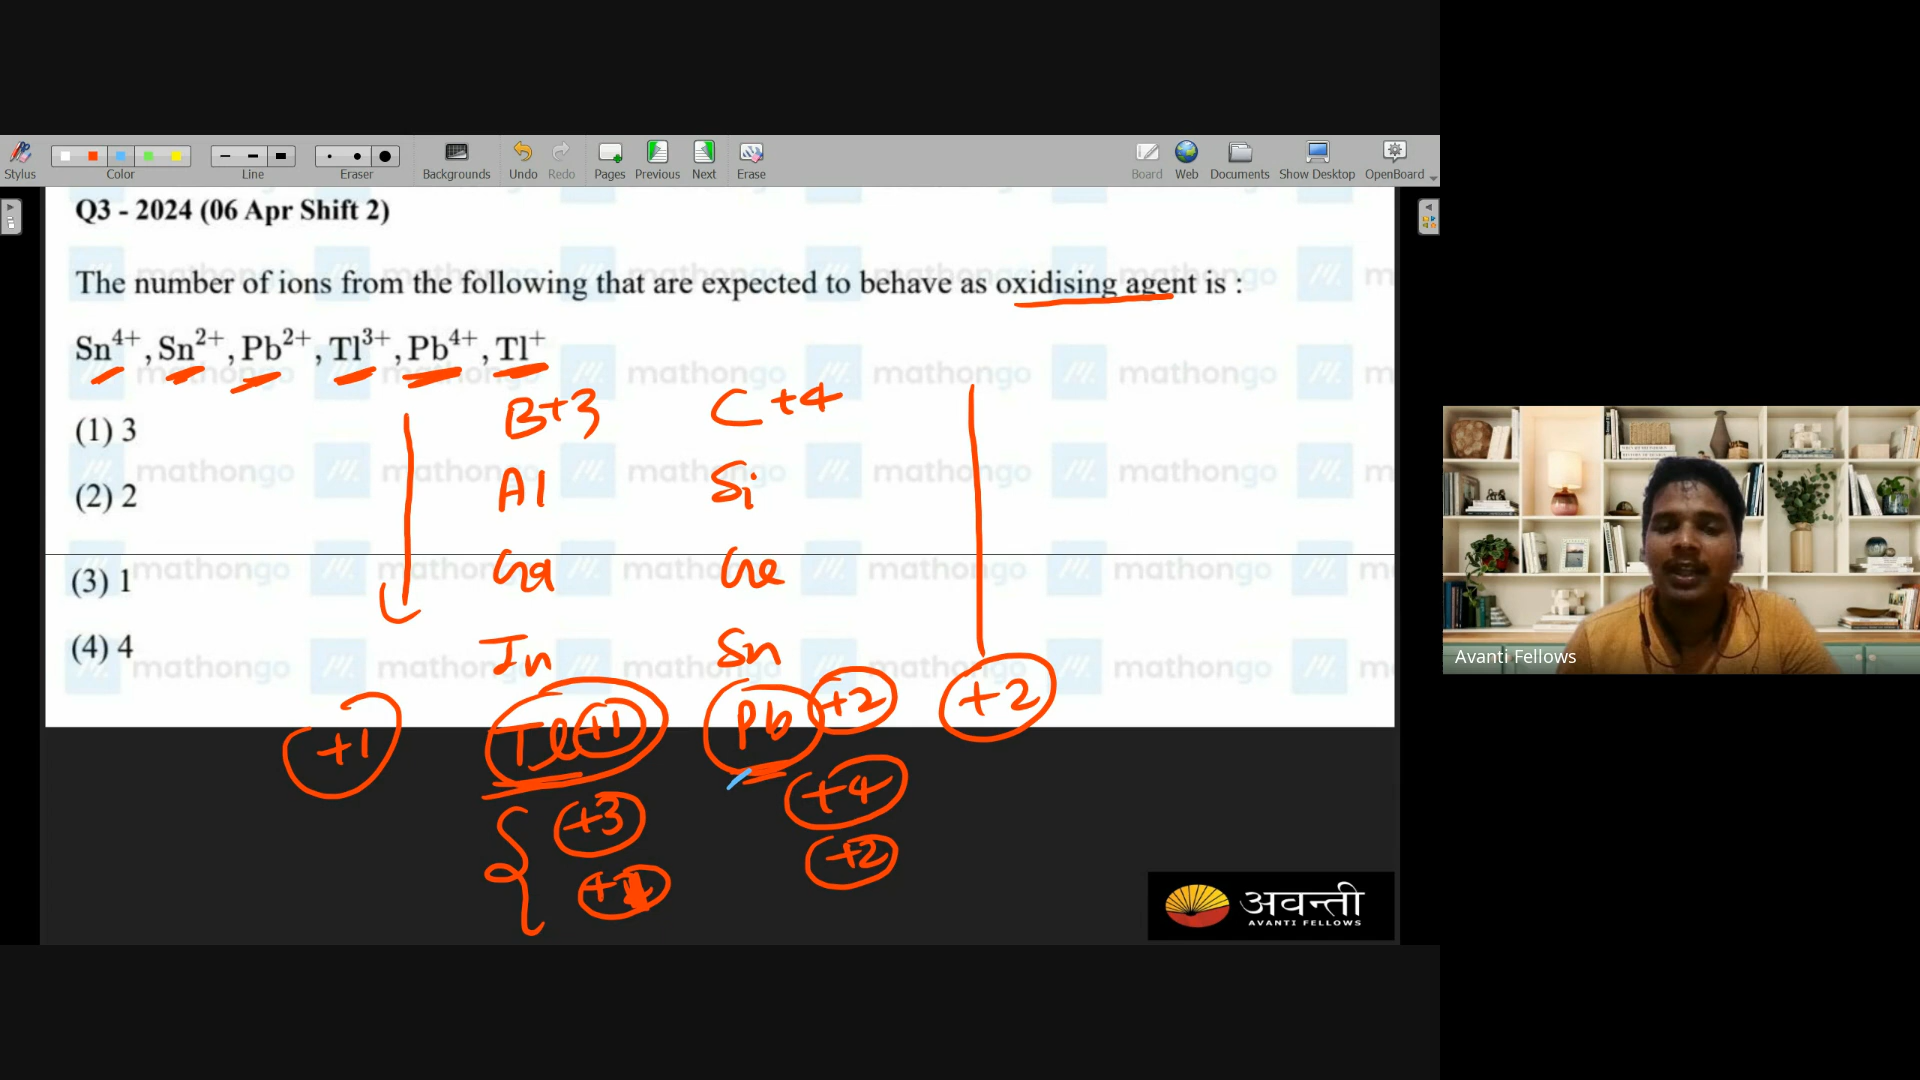 Stylus Color Line Eraser Backgrounds Undo Redo Pages Previous Next Erase Board Web Documents Show Desktop OpenBoard
Q3 - 2024 (06 Apr Shift 2)
The number of ions from the following that are expected to behave as oxidising agent is :
Sn⁴⁺, Sn²⁺, Pb²⁺, Tl³⁺, Pb⁴⁺, Tl⁺
(1) 3
(2) 2
(3) 1
(4) 4
B+3 C+4
Al Si
Ga Ge
In Sn
+1 Tl+1 Pb +2 +2
+3 +4
+1 +2
mathongo
अवन्ती
AVANTI FELLOWS
Avanti Fellows